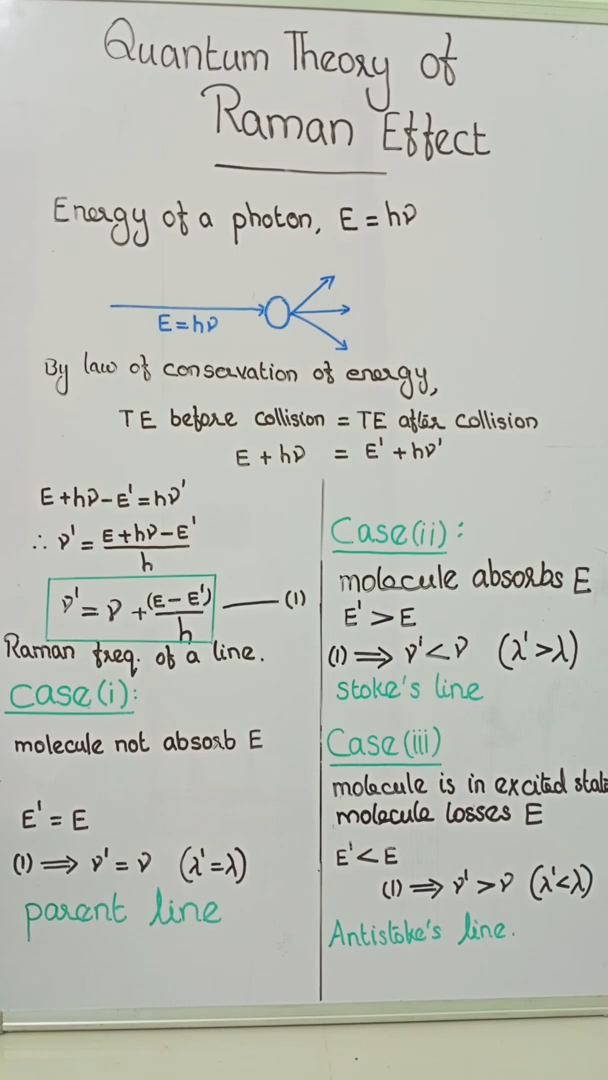 Quantum Theory of
Raman Effect
Energy of a photon, E = hν
E = hν
By law of conservation of energy,
TE before collision = TE after collision
E + hν = E' + hν'
E + hν - E' = hν'
∴ ν' = E + hν - E'
h
ν' = ν + (E - E') —— (1)
h
Raman freq. of a line.
Case(i):
molecule not absorb E
E' = E
(1) ⟹ ν' = ν (λ' = λ)
parent line
Case(ii):
molecule absorbs E
E' > E
(1) ⟹ ν' < ν (λ' > λ)
stoke's line
Case(iii)
molecule is in excited state
molecule losses E
E' < E
(1) ⟹ ν' > ν (λ' < λ)
Antistoke's line.